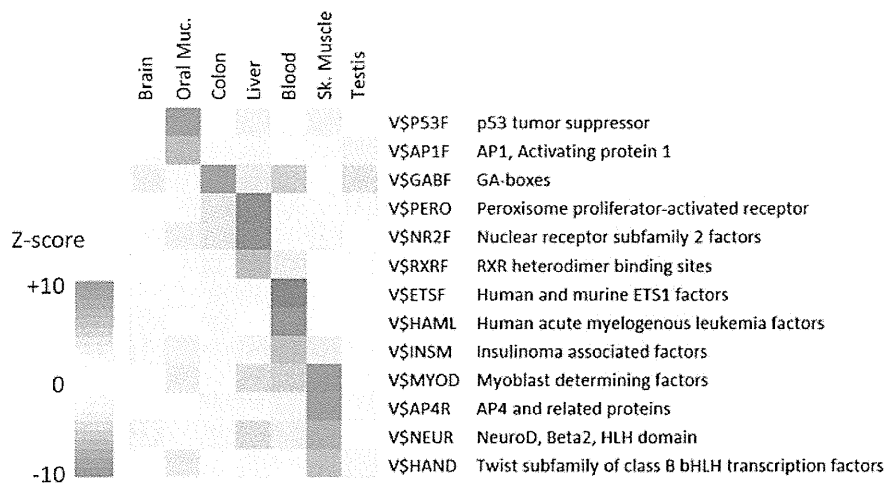 Brain
Oral Muc.
Colon
Liver
Blood
Sk. Muscle
Testis
V$P53F p53 tumor suppressor
V$AP1F AP1, Activating protein 1
V$GABF GA-boxes
V$PERO Peroxisome proliferator-activated receptor
V$NR2F Nuclear receptor subfamily 2 factors
V$RXRF RXR heterodimer binding sites
V$ETSF Human and murine ETS1 factors
V$HAML Human acute myelogenous leukemia factors
V$INSM Insulinoma associated factors
V$MYOD Myoblast determining factors
V$AP4R AP4 and related proteins
V$NEUR NeuroD, Beta2, HLH domain
V$HAND Twist subfamily of class B bHLH transcription factors
Z-score
+10
0
-10